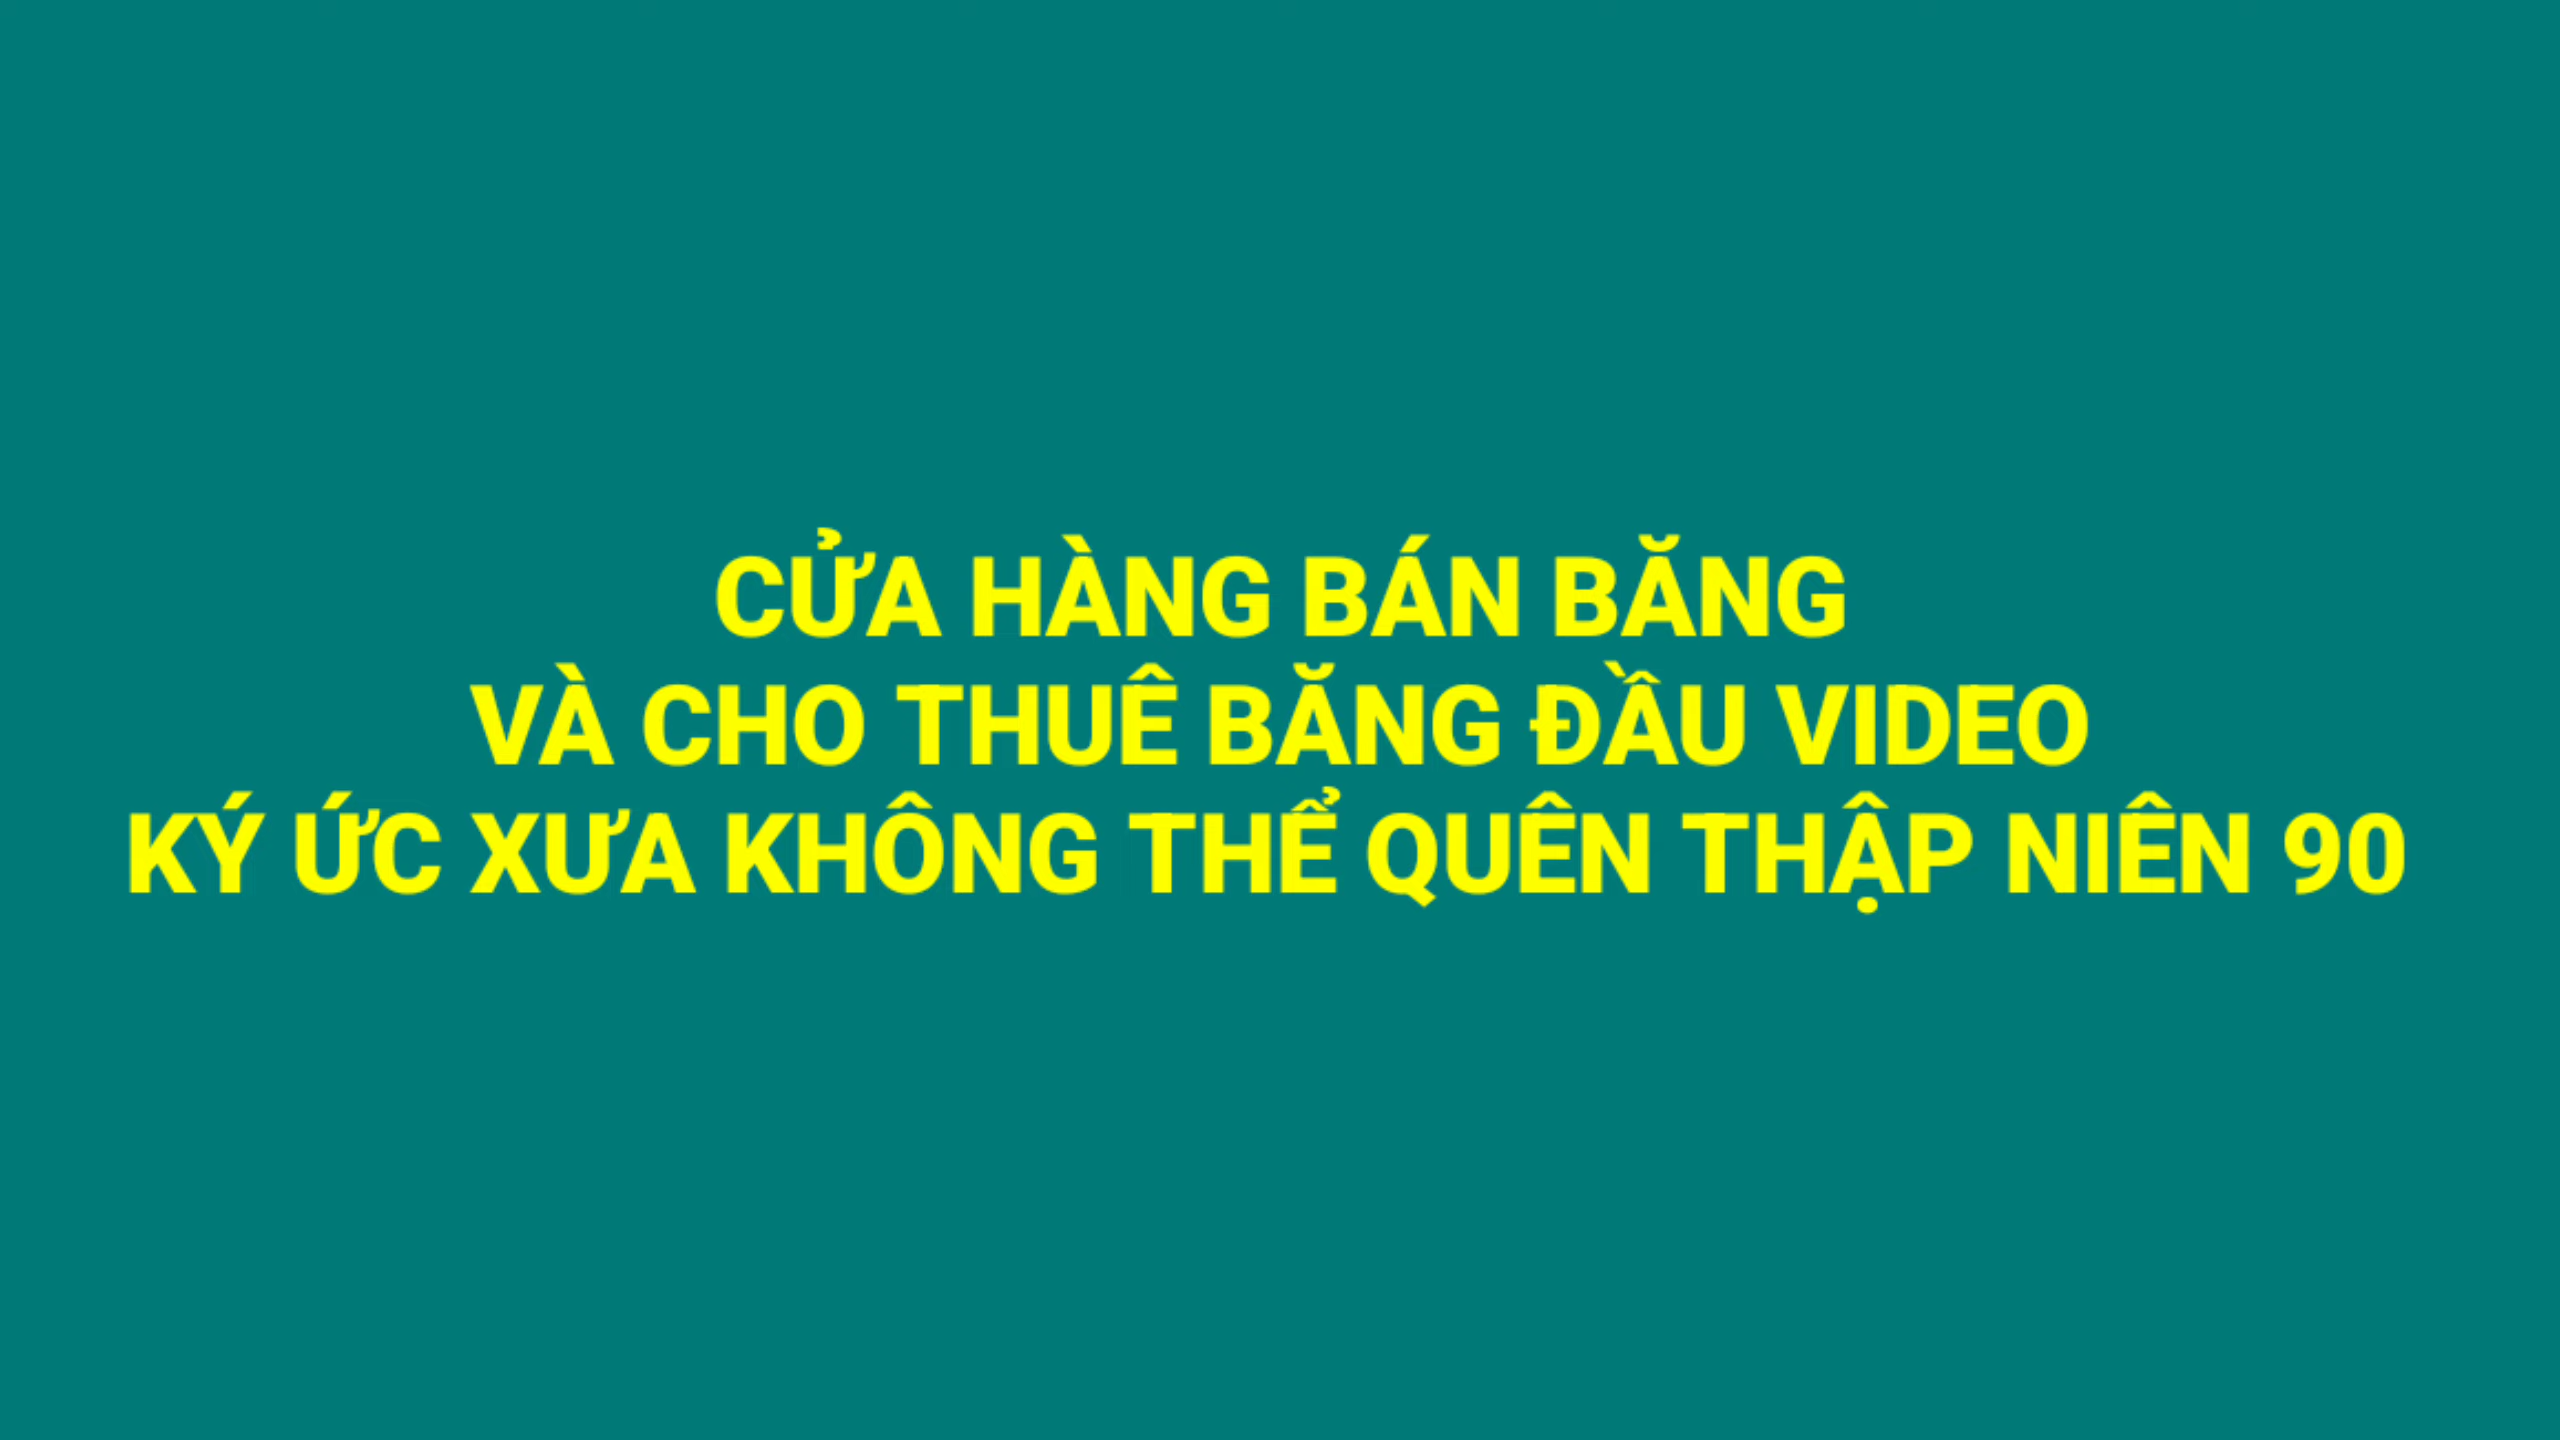 CỬA HÀNG BÁN BĂNG
VÀ CHO THUÊ BĂNG ĐẦU VIDEO
KÝ ỨC XƯA KHÔNG THỂ QUÊN THẬP NIÊN 90